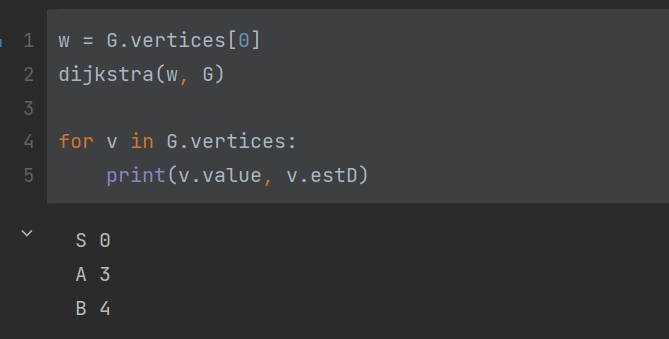 1 w = G.vertices[0]
2 dijkstra(w, G)
3
4 for v in G.vertices:
5     print(v.value, v.estD)
S 0
A 3
B 4